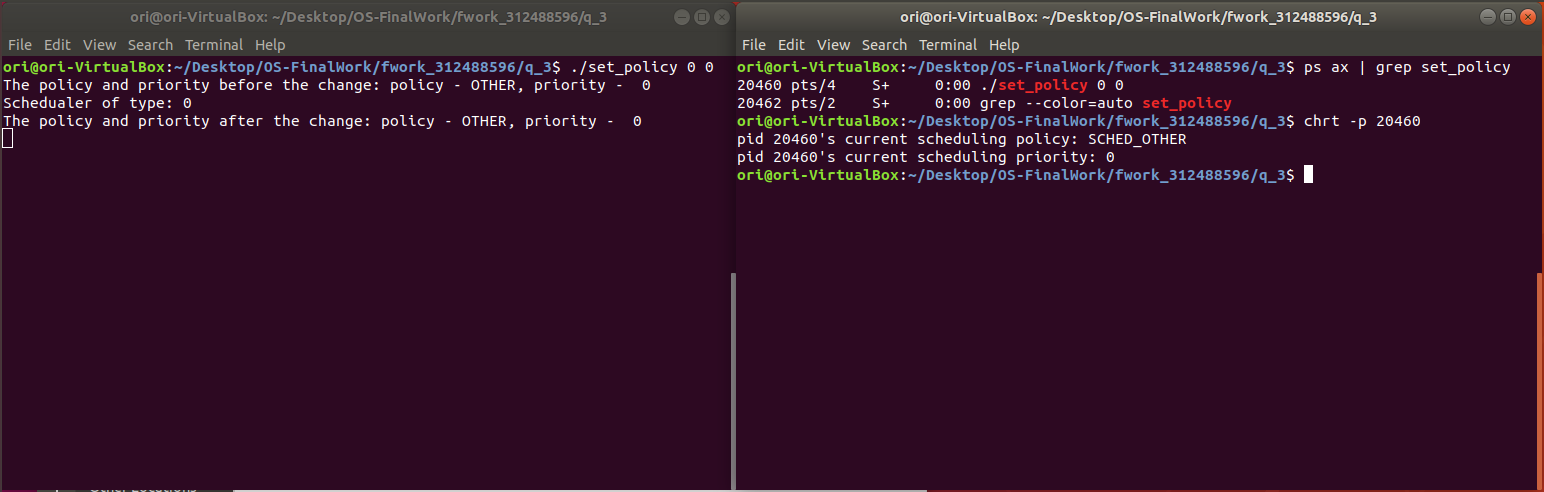 ori@ori-VirtualBox: ~/Desktop/OS-FinalWork/fwork_312488596/q_3
File Edit View Search Terminal Help
ori@ori-VirtualBox:~/Desktop/OS-FinalWork/fwork_312488596/q_3$ ./set_policy 0 0
The policy and priority before the change: policy - OTHER, priority -  0
Schedualer of type: 0
The policy and priority after the change: policy - OTHER, priority -  0
ori@ori-VirtualBox: ~/Desktop/OS-FinalWork/fwork_312488596/q_3
File Edit View Search Terminal Help
ori@ori-VirtualBox:~/Desktop/OS-FinalWork/fwork_312488596/q_3$ ps ax | grep set_policy
20460 pts/4    S+     0:00 ./set_policy 0 0
20462 pts/2    S+     0:00 grep --color=auto set_policy
ori@ori-VirtualBox:~/Desktop/OS-FinalWork/fwork_312488596/q_3$ chrt -p 20460
pid 20460's current scheduling policy: SCHED_OTHER
pid 20460's current scheduling priority: 0
ori@ori-VirtualBox:~/Desktop/OS-FinalWork/fwork_312488596/q_3$
Other Locations